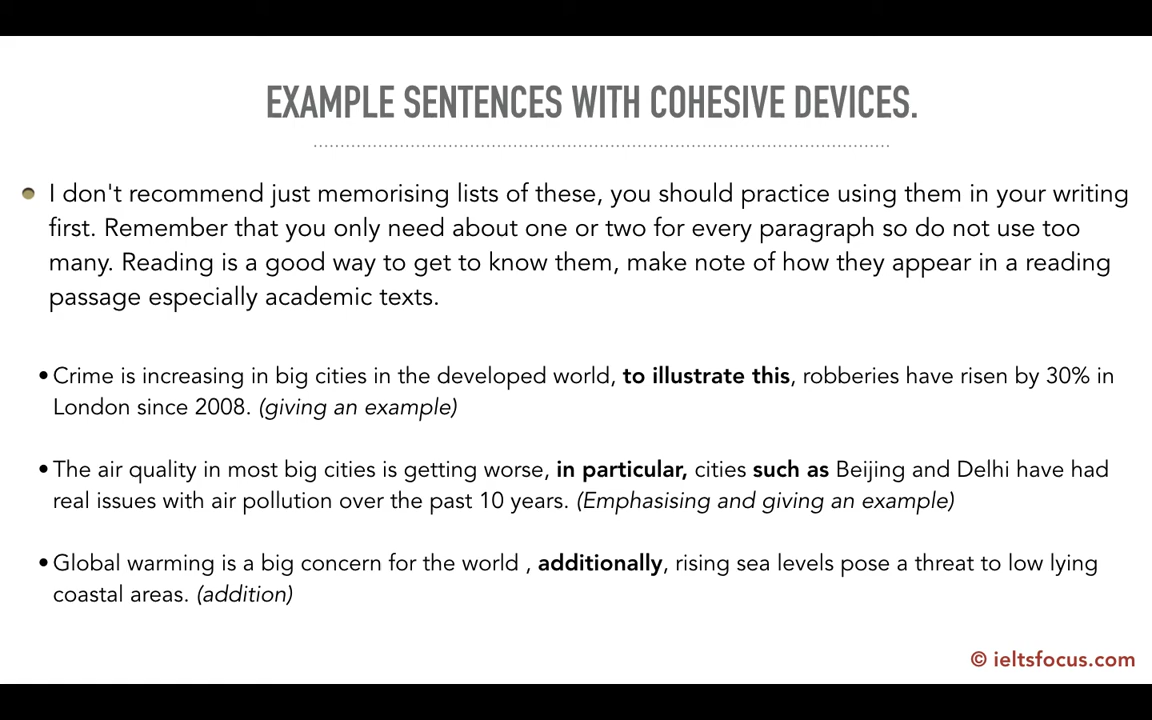 EXAMPLE SENTENCES WITH COHESIVE DEVICES.
I don't recommend just memorising lists of these, you should practice using them in your writing
first. Remember that you only need about one or two for every paragraph so do not use too
many. Reading is a good way to get to know them, make note of how they appear in a reading
passage especially academic texts.
• Crime is increasing in big cities in the developed world, to illustrate this, robberies have risen by 30% in
London since 2008. (giving an example)
• The air quality in most big cities is getting worse, in particular, cities such as Beijing and Delhi have had
real issues with air pollution over the past 10 years. (Emphasising and giving an example)
• Global warming is a big concern for the world , additionally, rising sea levels pose a threat to low lying
coastal areas. (addition)
© ieltsfocus.com